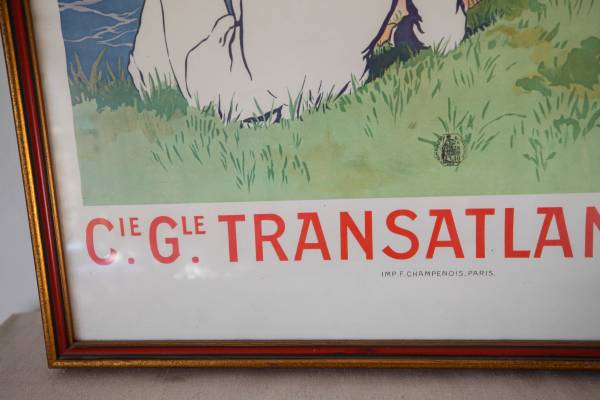 CIE. GLE. TRANSATLAN
IMP. F. CHAMPENOIS. PARIS.